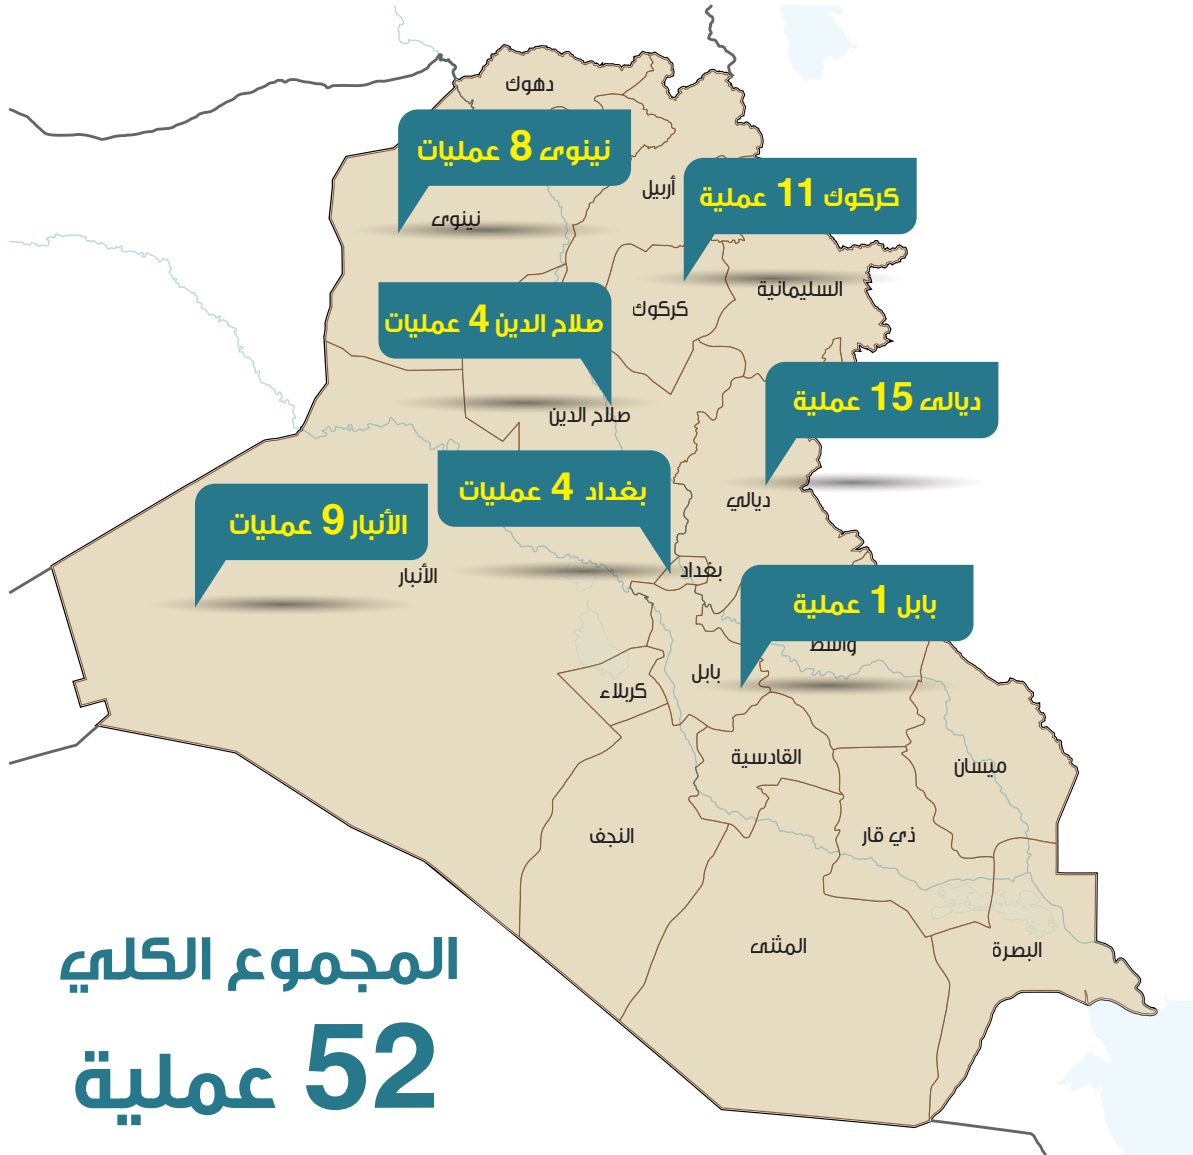 دهوك
نينوى 8 عمليات
أربيل
كركوك 11 عملية
نينوى
السليمانية
كركوك
صلاح الدين 4 عمليات
صلاح الدين
ديالى 15 عملية
بغداد 4 عمليات
ديالي
الأنبار 9 عمليات
الأنبار
بغداد
بابل 1 عملية
واسط
بابل
كربلاء
القادسية
ميسان
النجف
ذي قار
المثنى
البصرة
المجموع الكلي
52 عملية